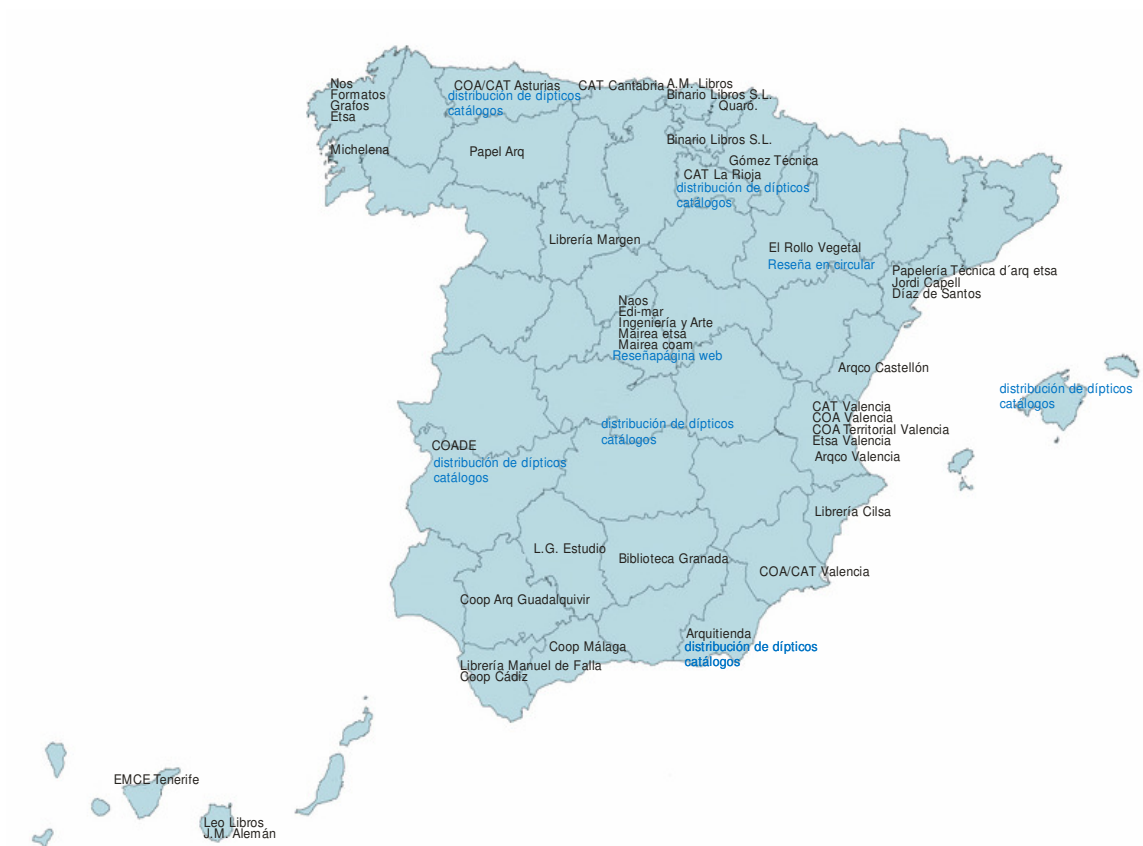 Nos
Formatos
Grafos
Etsa
Michelena
COA/CAT Asturias
distribución de dípticos
catálogos
CAT Cantabria
A.M. Libros
Binario Libros S.L.
Quaró.
Papel Arq
Binario Libros S.L.
Gómez Técnica
CAT La Rioja
distribución de dípticos
catálogos
Librería Margen
El Rollo Vegetal
Reseña en circular
Papelería Técnica d´arq etsa
Jordi Capell
Díaz de Santos
Naos
Edi-mar
Ingeniería y Arte
Mairea etsa
Mairea coam
Reseñapágina web
Arqco Castellón
distribución de dípticos
catálogos
CAT Valencia
COA Valencia
COA Territorial Valencia
Etsa Valencia
Arqco Valencia
distribución de dípticos
catálogos
COADE
distribución de dípticos
catálogos
Librería Cilsa
L.G. Estudio
Biblioteca Granada
COA/CAT Valencia
Coop Arq Guadalquivir
Arquitienda
distribución de dípticos
catálogos
Coop Málaga
Librería Manuel de Falla
Coop Cádiz
EMCE Tenerife
Leo Libros
J.M. Alemán